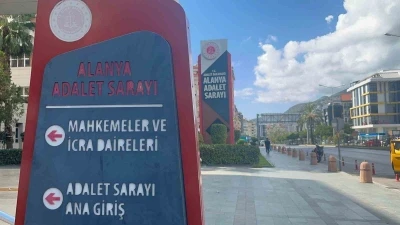 ALANYA
ADALET SARAYI
MAHKEMELER VE
İCRA DAİRELERİ
ADALET SARAYI
ANA GİRİŞ
ALANYA
ADALET
SARAYI